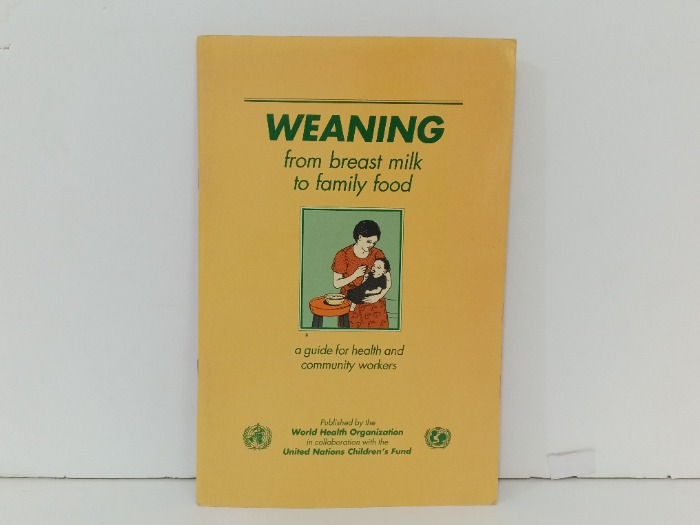 WEANING
from breast milk
to family food
a guide for health and
community workers
Published by the
World Health Organization
in collaboration with the
United Nations Children's Fund